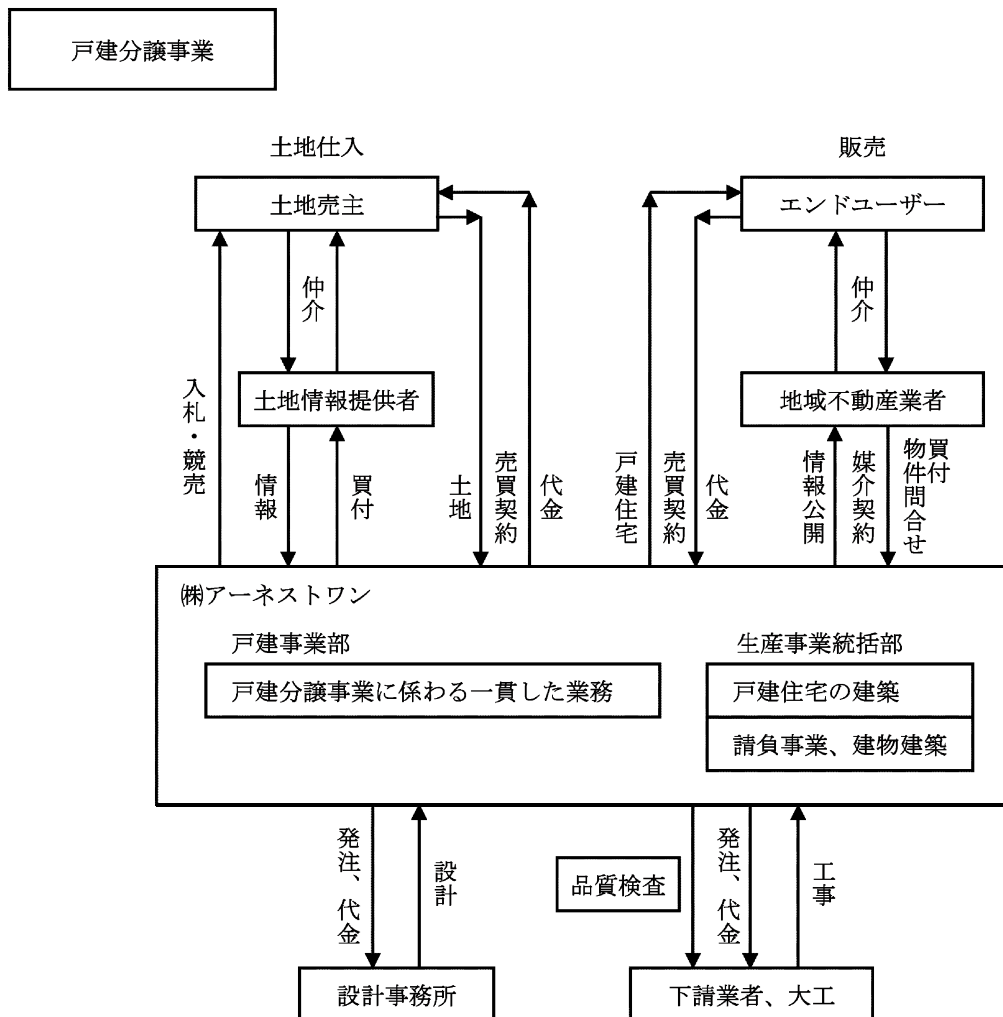 戸建分譲事業
土地仕入
販売
土地売主
エンドユーザー
仲介
仲介
土地情報提供者
地域不動産業者
入札・競売
情報
買付
土地
売買契約
代金
戸建住宅
売買契約
代金
情報公開
媒介契約
買付
物件問合せ
㈱アーネストワン
戸建事業部
生産事業統括部
戸建分譲事業に係わる一貫した業務
戸建住宅の建築
請負事業、建物建築
発注、代金
設計
品質検査
発注、代金
工事
設計事務所
下請業者、大工